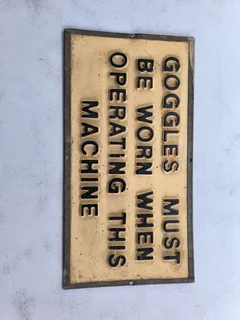 GOGGLES MUST
BE WORN WHEN
OPERATING THIS
MACHINE